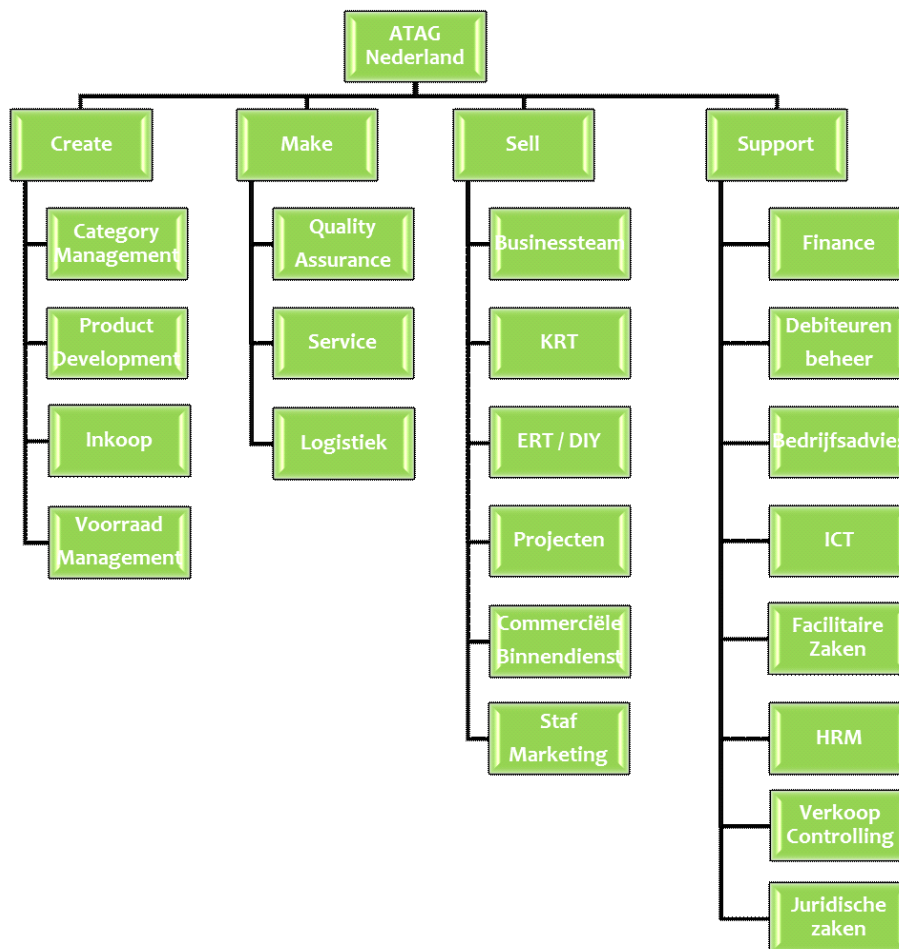 ATAG
Nederland
Create
Make
Sell
Support
Category
Management
Product
Development
Inkoop
Voorraad
Management
Quality
Assurance
Service
Logistiek
Businessteam
KRT
ERT / DIY
Projecten
Commerciële
Binnendienst
Staf
Marketing
Finance
Debiteuren
beheer
Bedrijfsadvies
ICT
Facilitaire
Zaken
HRM
Verkoop
Controlling
Juridische
zaken